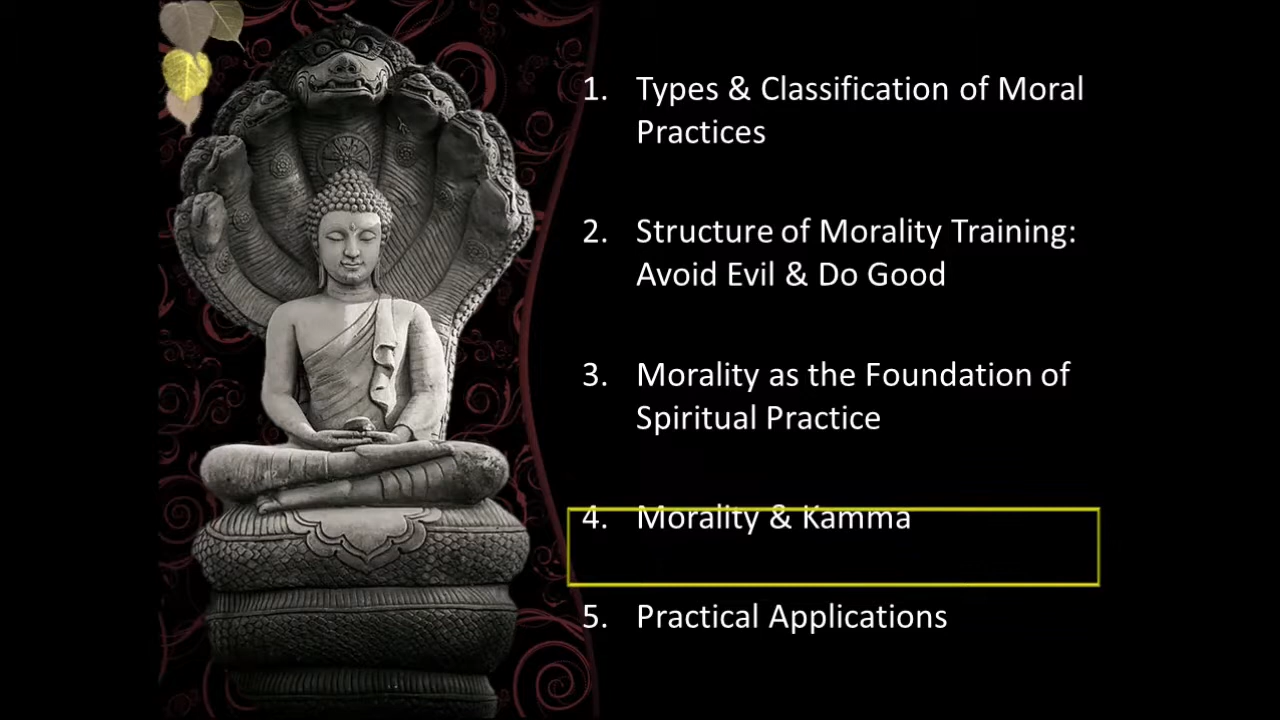 1. Types & Classification of Moral
Practices
2. Structure of Morality Training:
Avoid Evil & Do Good
3. Morality as the Foundation of
Spiritual Practice
4. Morality & Kamma
5. Practical Applications